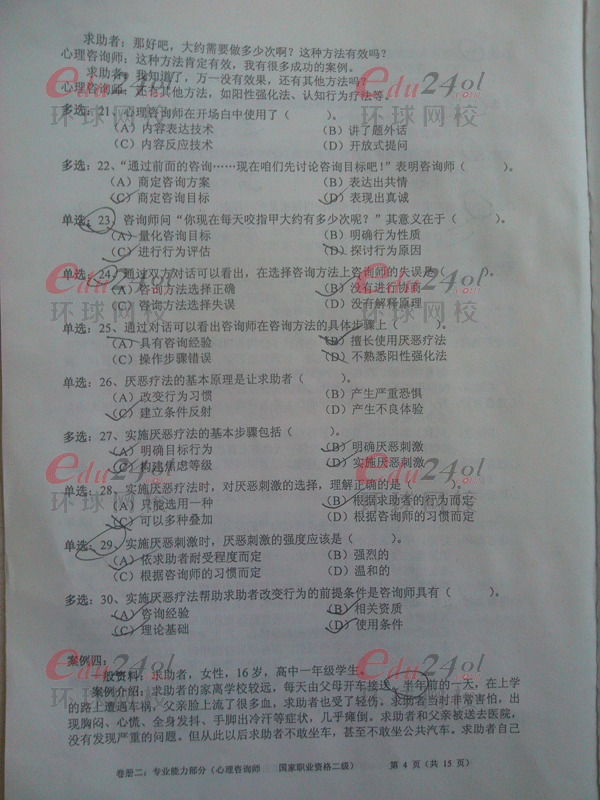 求助者：那好吧，大约需要做多少次啊？这种方法有效吗？
心理咨询师：这种方法肯定有效，我有很多成功的案例。
求助者：我知道了，万一没有效果，还有其他方法吗？
心理咨询师：还有其他方法，如阳性强化法、认知行为疗法等。
多选：21、心理咨询师在开场白中使用了（　　）。
（A）内容表达技术　（B）讲了题外话
（C）内容反应技术　（D）开放式提问
多选：22、“通过前面的咨询……现在咱们先讨论咨询目标吧！”表明咨询师（　　）。
（A）商定咨询方案　（B）表达出共情
（C）商定咨询目标　（D）表现出真诚
单选：23、咨询师问“你现在每天咬指甲大约有多少次呢？”其意义在于（　　）。
（A）量化咨询目标　（B）明确行为性质
（C）进行行为评估　（D）探讨行为原因
单选：24、通过双方对话可以看出，在选择咨询方法上咨询师的失误是（　　）。
（A）咨询方法选择正确　（B）没有进行协商
（C）咨询方法选择失误　（D）没有解释原理
单选：25、通过对话可以看出咨询师在咨询方法的具体步骤上（　　）。
（A）具有咨询经验　（B）擅长使用厌恶疗法
（C）操作步骤错误　（D）不熟悉阳性强化法
单选：26、厌恶疗法的基本原理是让求助者（　　）。
（A）改变行为习惯　（B）产生严重恐惧
（C）建立条件反射　（D）产生不良体验
多选：27、实施厌恶疗法的基本步骤包括（　　）。
（A）明确目标行为　（B）明确厌恶刺激
（C）构建焦虑等级　（D）实施厌恶刺激
单选：28、实施厌恶疗法时，对厌恶刺激的选择，理解正确的是（　　）。
（A）只能选用一种　（B）根据求助者的行为而定
（C）可以多种叠加　（D）根据咨询师的习惯而定
单选：29、实施厌恶刺激时，厌恶刺激的强度应该是（　　）。
（A）依求助者耐受程度而定　（B）强烈的
（C）根据咨询师的习惯而定　（D）温和的
多选：30、实施厌恶疗法帮助求助者改变行为的前提条件是咨询师具有（　　）。
（A）咨询经验　（B）相关资质
（C）理论基础　（D）使用条件
案例四：
一般资料：求助者，女性，16 岁，高中一年级学生。
案例介绍：求助者的家离学校较远，每天由父母开车接送。半年前的一天，在上学
的路上遭遇车祸，父亲脸上流了很多血，求助者也受了轻伤。求助者当时非常害怕，出
现胸闷、心慌、全身发抖、手脚出冷汗等症状，几乎瘫倒。求助者和父亲被送去医院，
没有发现严重的问题。但从此以后求助者不敢坐车，甚至不敢坐公共汽车。求助者自己
卷册二：专业能力部分（心理咨询师　国家职业资格二级）　第 4 页（共 15 页）
edu24ol
.com
环球网校